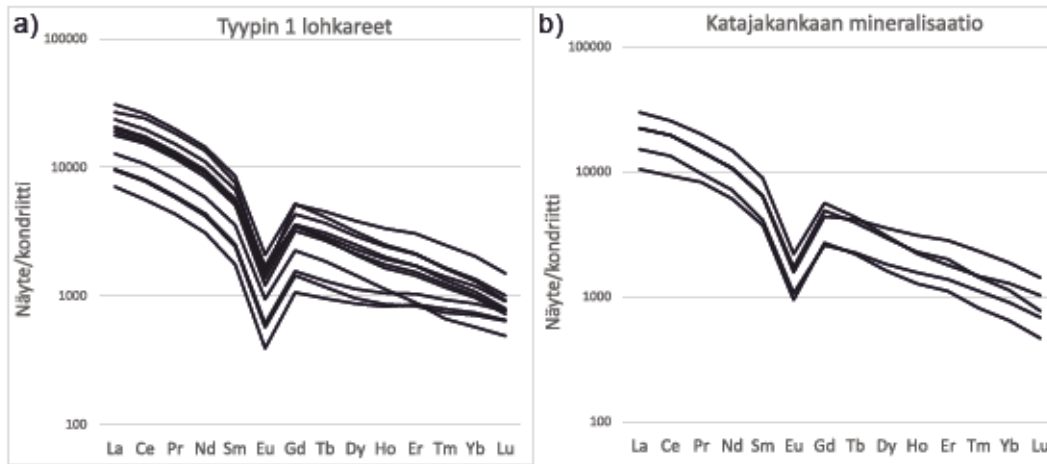 a)
Tyypin 1 lohkareet
100000
10000
1000
100
Näyte/kondriitti
La Ce Pr Nd Sm Eu Gd Tb Dy Ho Er Tm Yb Lu
b)
Katajakankaan mineralisaatio
100000
10000
1000
100
Näyte/kondriitti
La Ce Pr Nd Sm Eu Gd Tb Dy Ho Er Tm Yb Lu